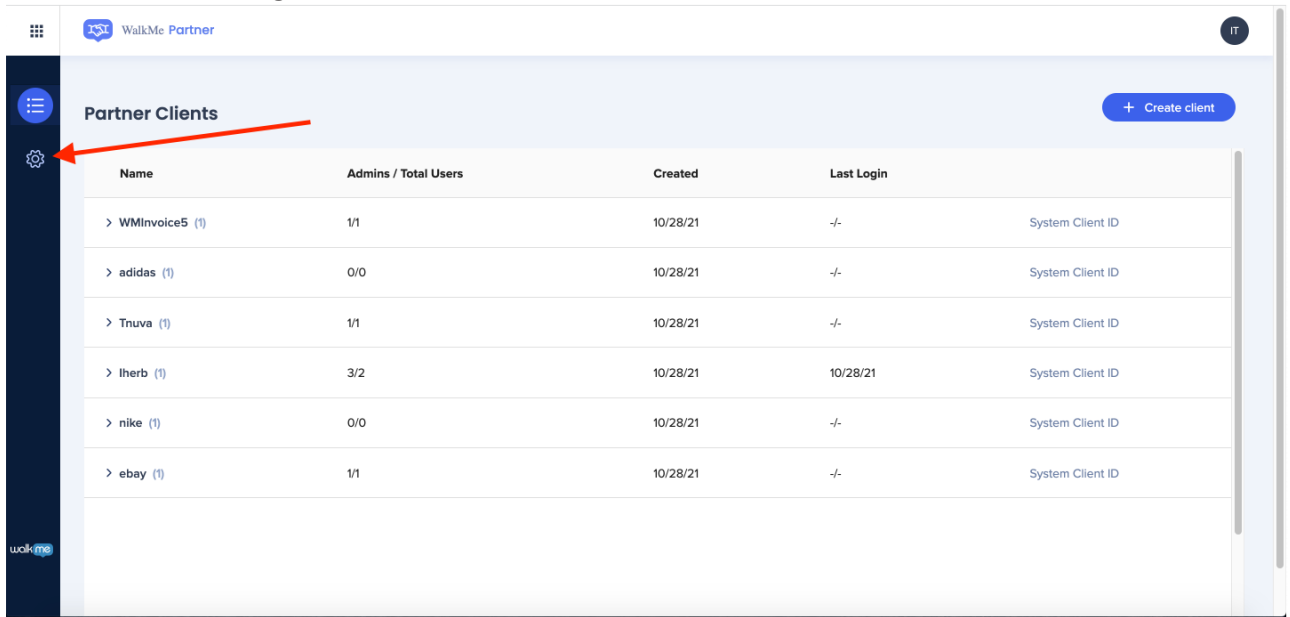 WalkMe Partner
IT
Partner Clients
+ Create client
Name Admins / Total Users Created Last Login
WMInvoice5 (1) 1/1 10/28/21 -/- System Client ID
adidas (1) 0/0 10/28/21 -/- System Client ID
Tnuva (1) 1/1 10/28/21 -/- System Client ID
Iherb (1) 3/2 10/28/21 10/28/21 System Client ID
nike (1) 0/0 10/28/21 -/- System Client ID
ebay (1) 1/1 10/28/21 -/- System Client ID
walkme